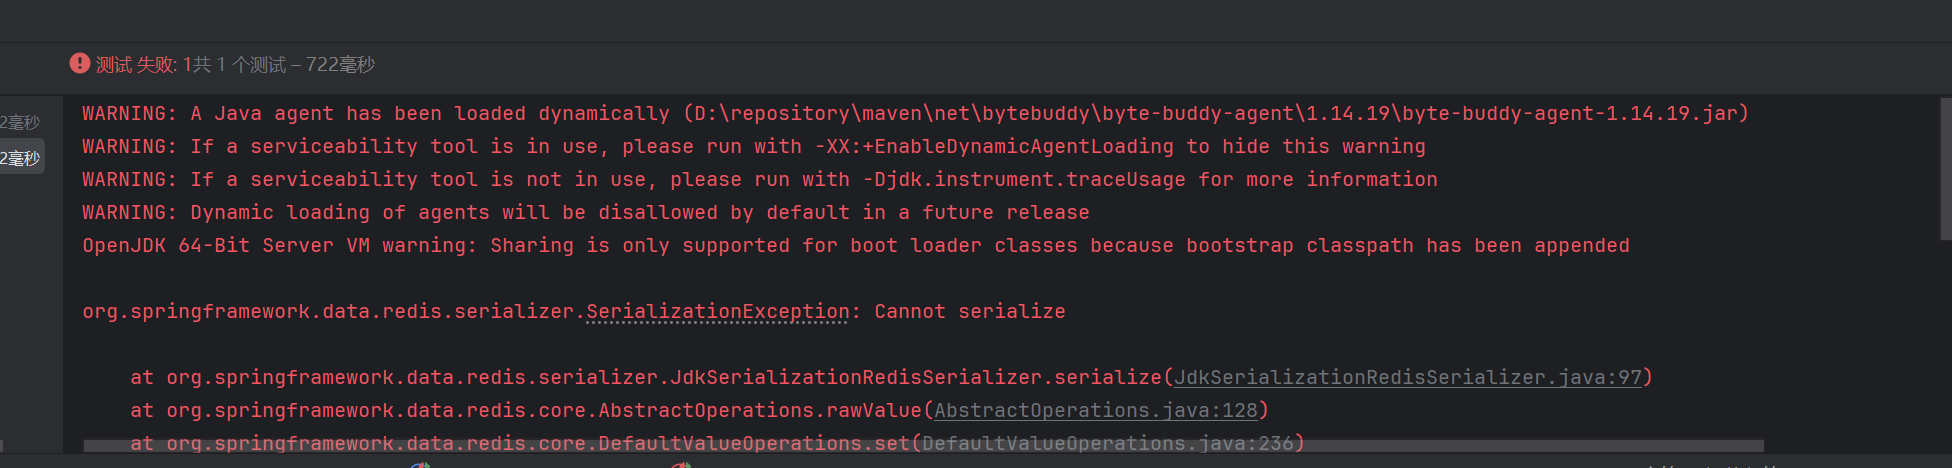 测试 失败: 1共 1 个测试 – 722毫秒
2毫秒
2毫秒
WARNING: A Java agent has been loaded dynamically (D:\repository\maven\net\bytebuddy\byte-buddy-agent\1.14.19\byte-buddy-agent-1.14.19.jar)
WARNING: If a serviceability tool is in use, please run with -XX:+EnableDynamicAgentLoading to hide this warning
WARNING: If a serviceability tool is not in use, please run with -Djdk.instrument.traceUsage for more information
WARNING: Dynamic loading of agents will be disallowed by default in a future release
OpenJDK 64-Bit Server VM warning: Sharing is only supported for boot loader classes because bootstrap classpath has been appended
org.springframework.data.redis.serializer.SerializationException: Cannot serialize
at org.springframework.data.redis.serializer.JdkSerializationRedisSerializer.serialize(JdkSerializationRedisSerializer.java:97)
at org.springframework.data.redis.core.AbstractOperations.rawValue(AbstractOperations.java:128)
at org.springframework.data.redis.core.DefaultValueOperations.set(DefaultValueOperations.java:236)